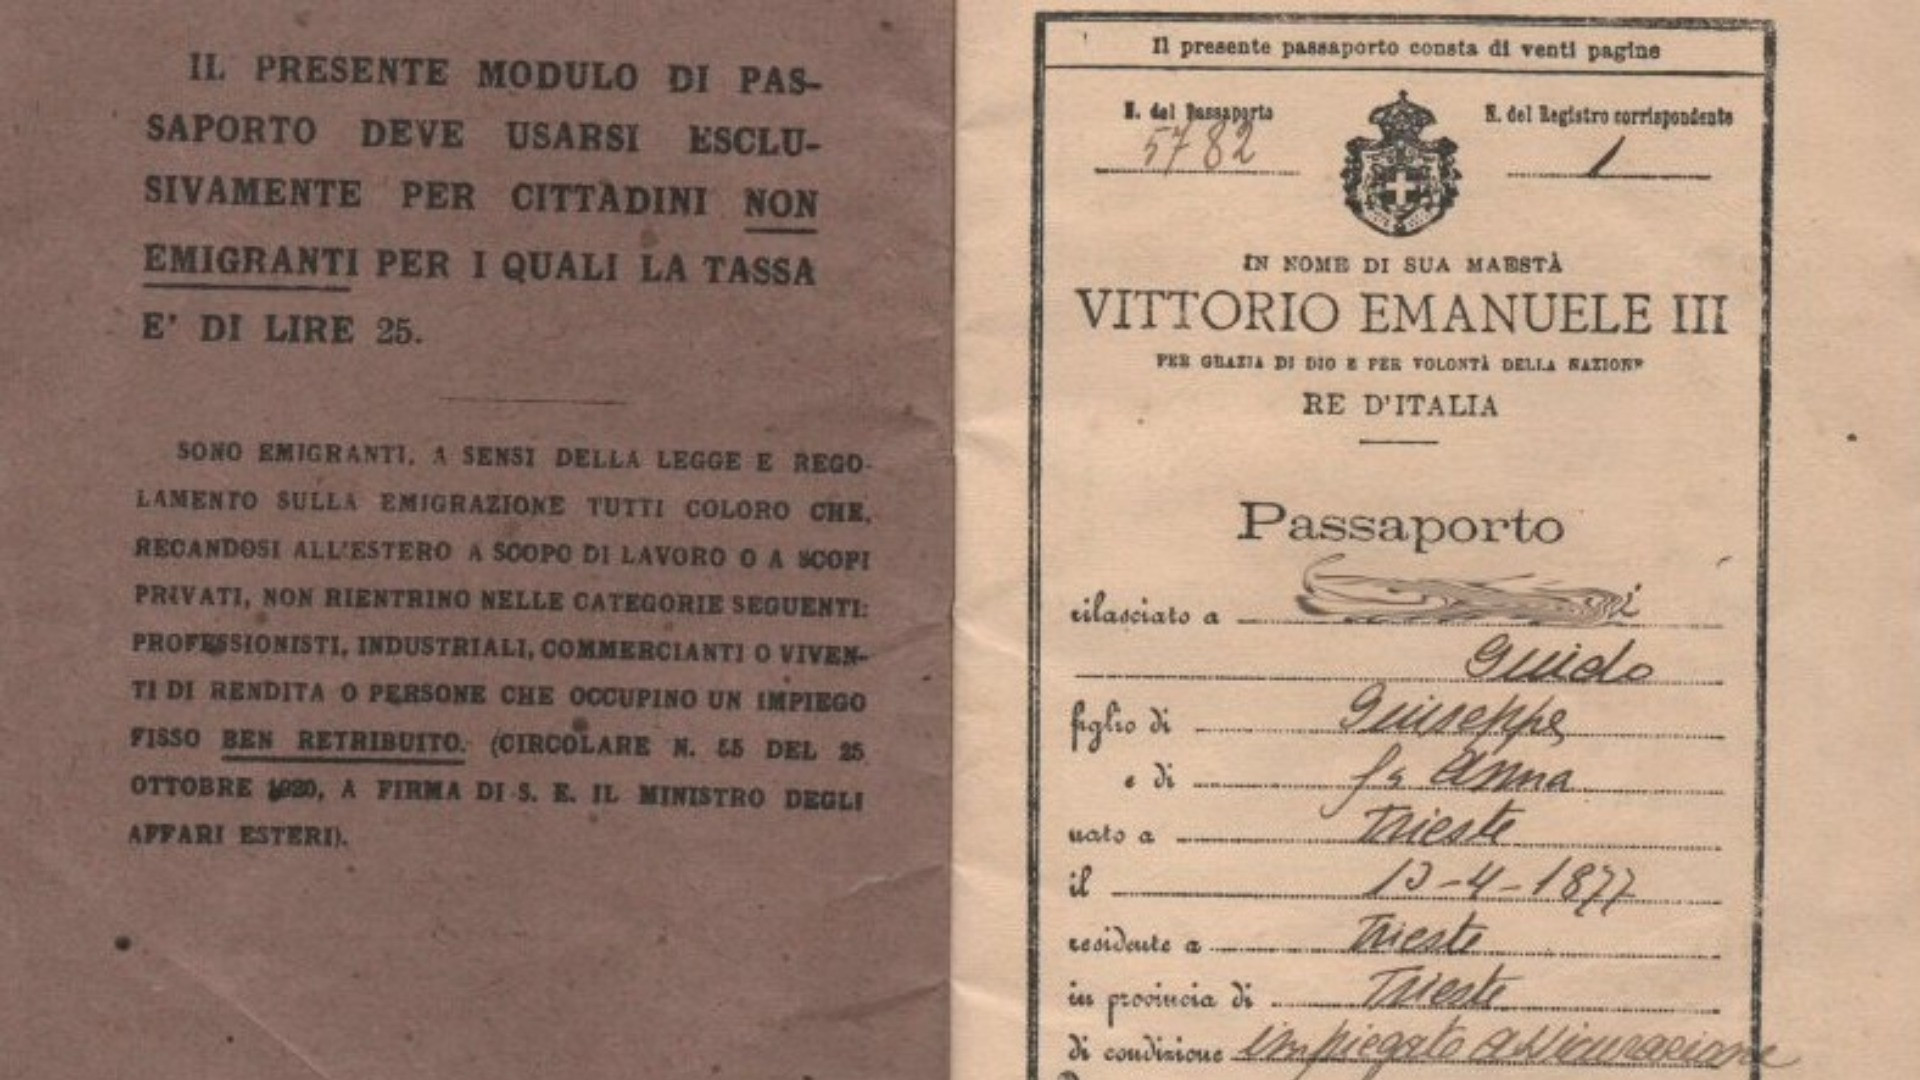 IL PRESENTE MODULO DI PAS-
SAPORTO DEVE USARSI ESCLU-
SIVAMENTE PER CITTADINI NON
EMIGRANTI PER I QUALI LA TASSA
E' DI LIRE 25.
SONO EMIGRANTI, A SENSI DELLA LEGGE E REGO-
LAMENTO SULLA EMIGRAZIONE TUTTI COLORO CHE,
RECANDOSI ALL'ESTERO A SCOPO DI LAVORO O A SCOPI
PRIVATI, NON RIENTRINO NELLE CATEGORIE SEGUENTI:
PROFESSIONISTI, INDUSTRIALI, COMMERCIANTI O VIVEN-
TI DI RENDITA O PERSONE CHE OCCUPINO UN IMPIEGO
FISSO BEN RETRIBUITO. (CIRCOLARE N. 55 DEL 25
OTTOBRE 1920, A FIRMA DI S. E. IL MINISTRO DEGLI
AFFARI ESTERI).
Il presente passaporto consta di venti pagine
N. del Passaporto
5782
N. del Registro corrispondente
1
IN NOME DI SUA MAESTÀ
VITTORIO EMANUELE III
PER GRAZIA DI DIO E PER VOLONTÀ DELLA NAZIONE
RE D'ITALIA
Passaporto
rilasciato a
Guido
figlio di Giuseppe
e di Anna
nato a Trieste
il 13-4-1877
residente a Trieste
in provincia di Trieste
di condizione impiegato assicurazione